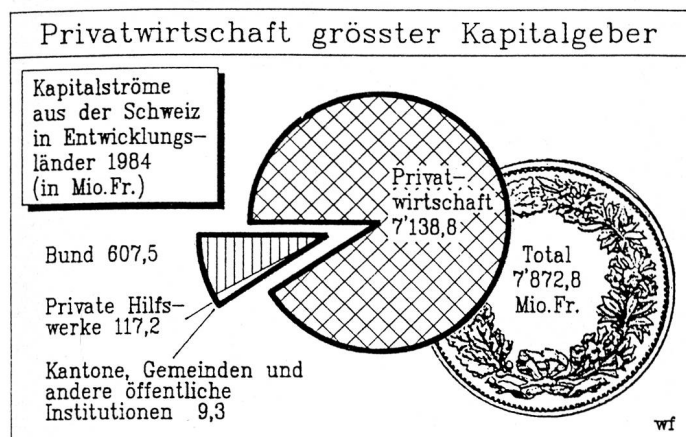 Privatwirtschaft grösster Kapitalgeber
Kapitalströme
aus der Schweiz
in Entwicklungs-
länder 1984
(in Mio.Fr.)
Privat-
wirtschaft
7'138,8
Total
7'872,8
Mio.Fr.
Bund 607,5
Private Hilfs-
werke 117,2
Kantone, Gemeinden und
andere öffentliche
Institutionen 9,3
wf